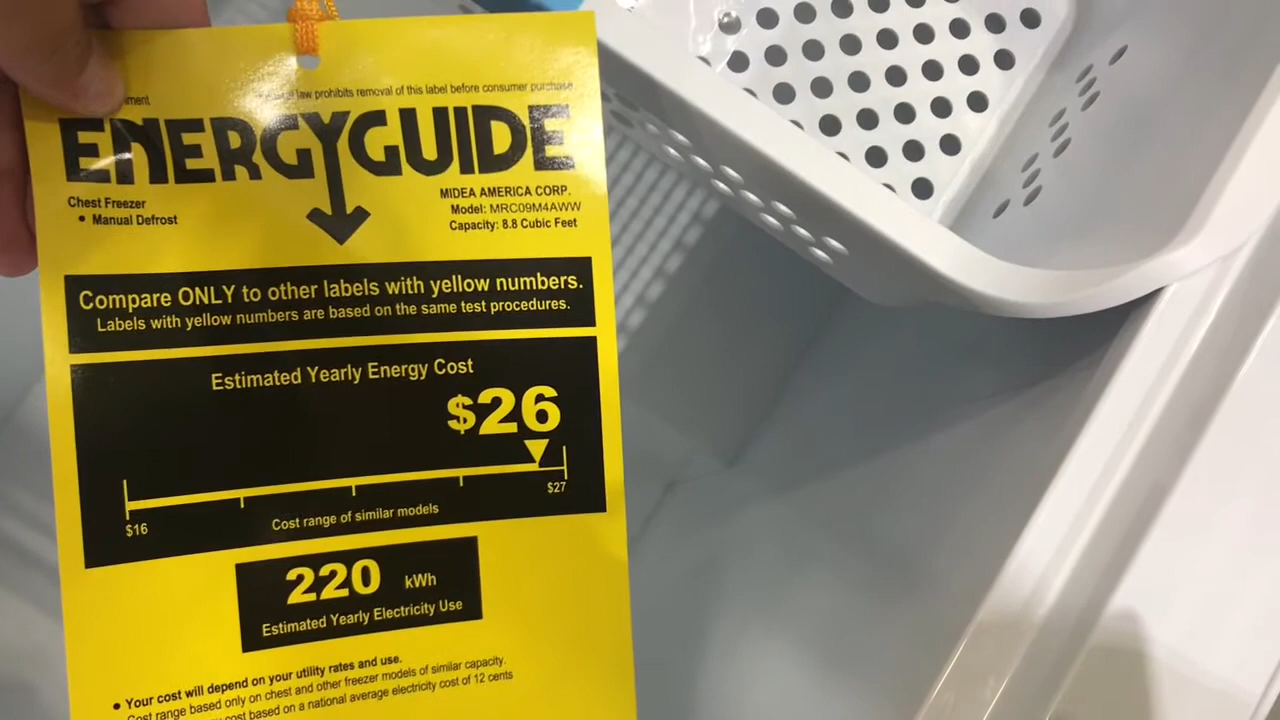 law prohibits removal of this label before consumer purchase.
ENERGYGUIDE
Chest Freezer
• Manual Defrost
MIDEA AMERICA CORP.
Model: MRC09M4AWW
Capacity: 8.8 Cubic Feet
Compare ONLY to other labels with yellow numbers.
Labels with yellow numbers are based on the same test procedures.
Estimated Yearly Energy Cost
$26
$16
$27
Cost range of similar models
220 kWh
Estimated Yearly Electricity Use
• Your cost will depend on your utility rates and use.
Cost range based only on chest and other freezer models of similar capacity.
cost based on a national average electricity cost of 12 cents